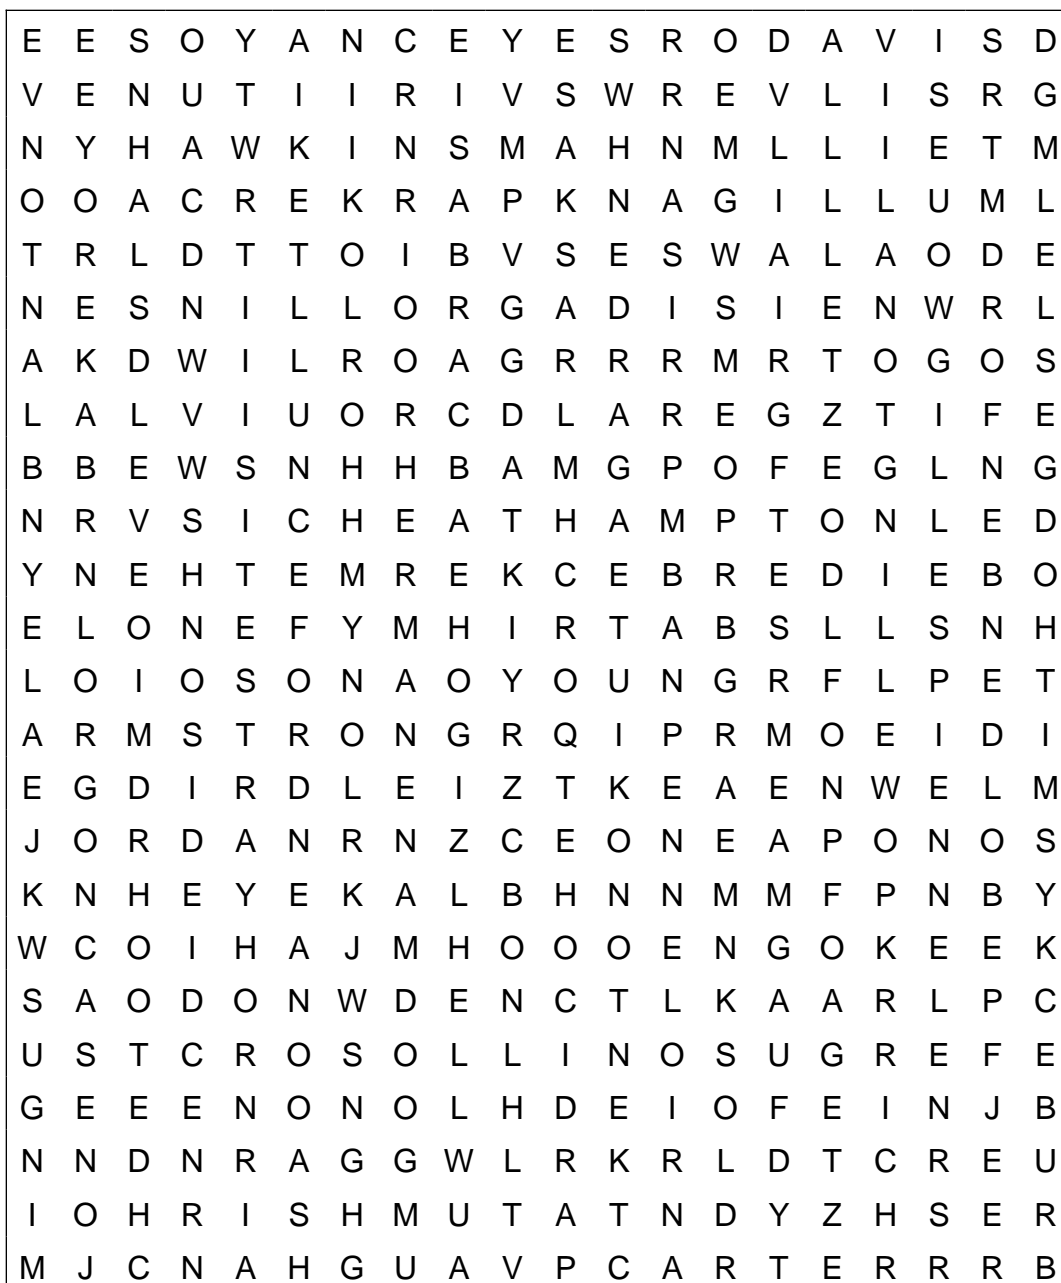 E E S O Y A N C E Y E S R O D A V I S D
V E N U T I I R I V S W R E V L I S R G
N Y H A W K I N S M A H N M L L I E T M
O O A C R E K R A P K N A G I L L U M L
T R L D T T O I B V S E S W A L A O D E
N E S N I L L O R G A D I S I E N W R L
A K D W I L R O A G R R R M R T O G O S
L A L V I U O R C D L A R E G Z T I F E
B B E W S N H H B A M G P O F E G L N G
N R V S I C H E A T H A M P T O N L E D
Y N E H T E M R E K C E B R E D I E B O
E L O N E F Y M H I R T A B S L L S N H
L O I O S O N A O Y O U N G R F L P E T
A R M S T R O N G R Q I P R M O E I D I
E G D I R D L E I Z T K E A E N W E L M
J O R D A N R N Z C E O N E A P O N O S
K N H E Y E K A L B H N N M M F P N B Y
W C O I H A J M H O O O E N G O K E E K
S A O D O N W D E N C T L K A A R L P C
U S T C R O S O L L I N O S U G R E F E
G E E E N O N O L H D E I O F E I N J B
N N D N R A G G W L R K R L D T C R E U
I O H R I S H M U T A T N D Y Z H S E R
M J C N A H G U A V P C A R T E R R R B